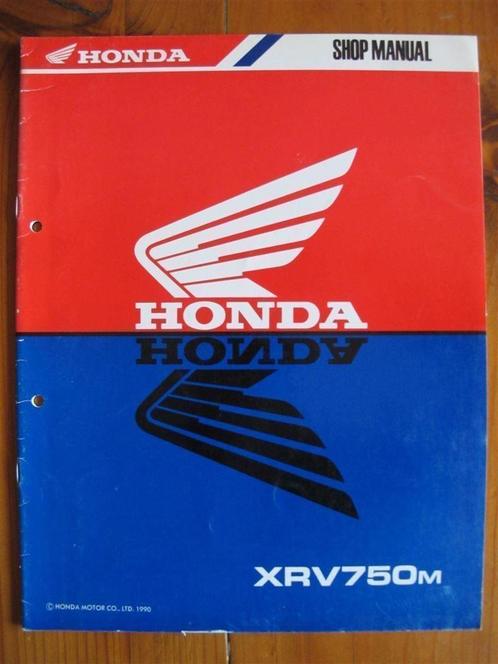 HONDA
SHOP MANUAL
HONDA
HONDA
XRV750M
© HONDA MOTOR CO., LTD. 1990